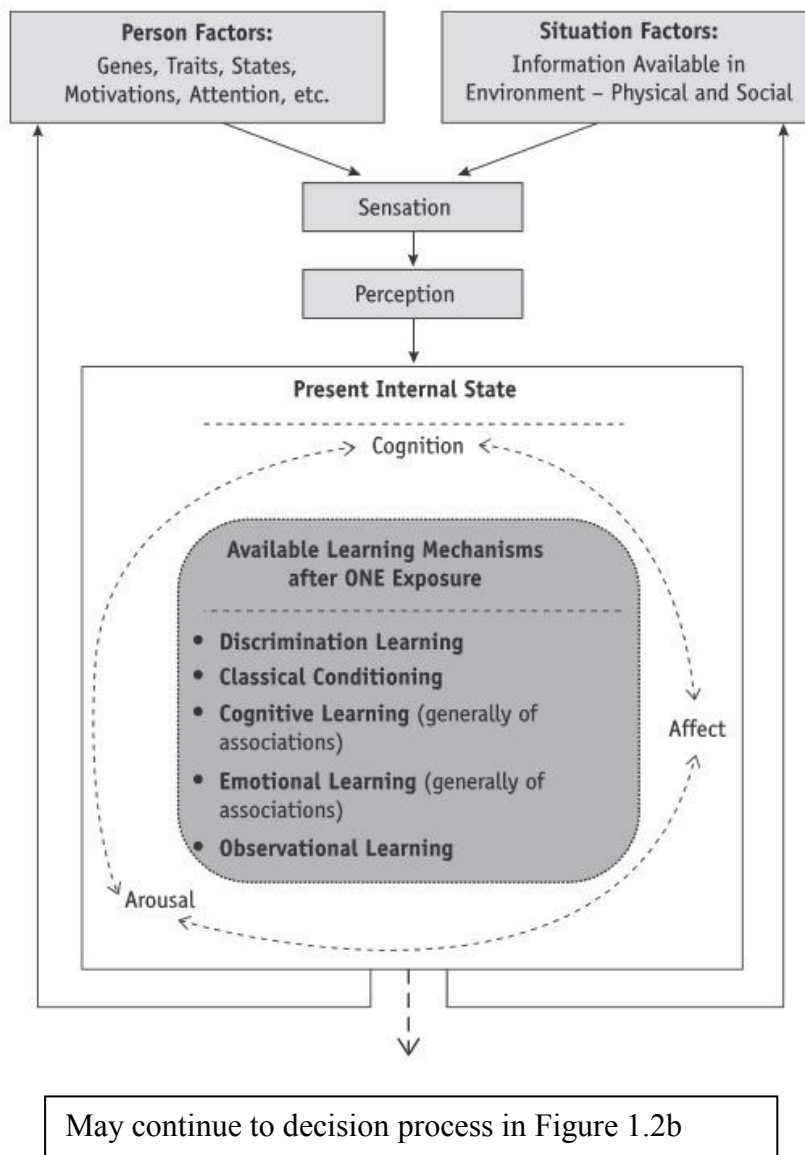 Person Factors:
Genes, Traits, States,
Motivations, Attention, etc.
Situation Factors:
Information Available in
Environment – Physical and Social
Sensation
Perception
Present Internal State
Cognition
Available Learning Mechanisms
after ONE Exposure
• Discrimination Learning
• Classical Conditioning
• Cognitive Learning (generally of
associations)
• Emotional Learning (generally of
associations)
• Observational Learning
Affect
Arousal
May continue to decision process in Figure 1.2b